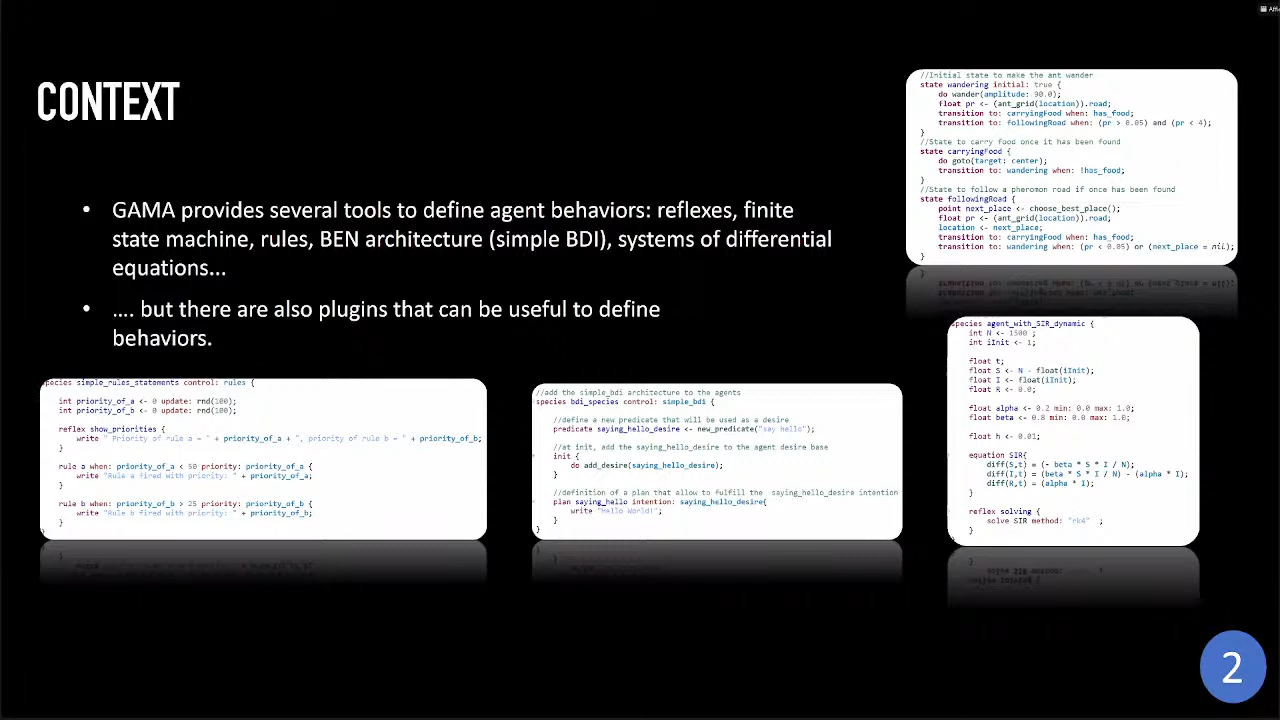 CONTEXT
• GAMA provides several tools to define agent behaviors: reflexes, finite
state machine, rules, BEN architecture (simple BDI), systems of differential
equations...
• …. but there are also plugins that can be useful to define
behaviors.
//Initial state to make the ant wander
state wandering initial: true {
do wander(amplitude: 90.0);
float pr <- (ant_grid(location)).road;
transition to: carryingFood when: has_food;
transition to: followingRoad when: (pr > 0.05) and (pr < 4);
}
//State to carry food once it has been found
state carryingFood {
do goto(target: center);
transition to: wandering when: !has_food;
}
//State to follow a pheromon road if once has been found
state followingRoad {
point next_place <- choose_best_place();
float pr <- (ant_grid(location)).road;
location <- next_place;
transition to: carryingFood when: has_food;
transition to: wandering when: (pr < 0.05) or (next_place = nil);
}
species simple_rules_statements control: rules {
int priority_of_a <- 0 update: rnd(100);
int priority_of_b <- 0 update: rnd(100);
reflex show_priorities {
write " Priority of rule a = " + priority_of_a + ", priority of rule b = " + priority_of_b;
}
rule a when: priority_of_a < 50 priority: priority_of_a {
write "Rule a fired with priority: " + priority_of_a;
}
rule b when: priority_of_b > 25 priority: priority_of_b {
write "Rule b fired with priority: " + priority_of_b;
}
}
//add the simple_bdi architecture to the agents
species bdi_species control: simple_bdi {
//define a new predicate that will be used as a desire
predicate saying_hello_desire <- new_predicate("say hello");
//at init, add the saying_hello_desire to the agent desire base
init {
do add_desire(saying_hello_desire);
}
//definition of a plan that allow to fulfill the saying_hello_desire intention
plan saying_hello intention: saying_hello_desire{
write "Hello World!";
}
}
species agent_with_SIR_dynamic {
int N <- 1500 ;
int iInit <- 1;
float t;
float S <- N - float(iInit);
float I <- float(iInit);
float R <- 0.0;
float alpha <- 0.2 min: 0.0 max: 1.0;
float beta <- 0.8 min: 0.0 max: 1.0;
float h <- 0.01;
equation SIR{
diff(S,t) = (- beta * S * I / N);
diff(I,t) = (beta * S * I / N) - (alpha * I);
diff(R,t) = (alpha * I);
}
reflex solving {
solve SIR method: "rk4" ;
}
2